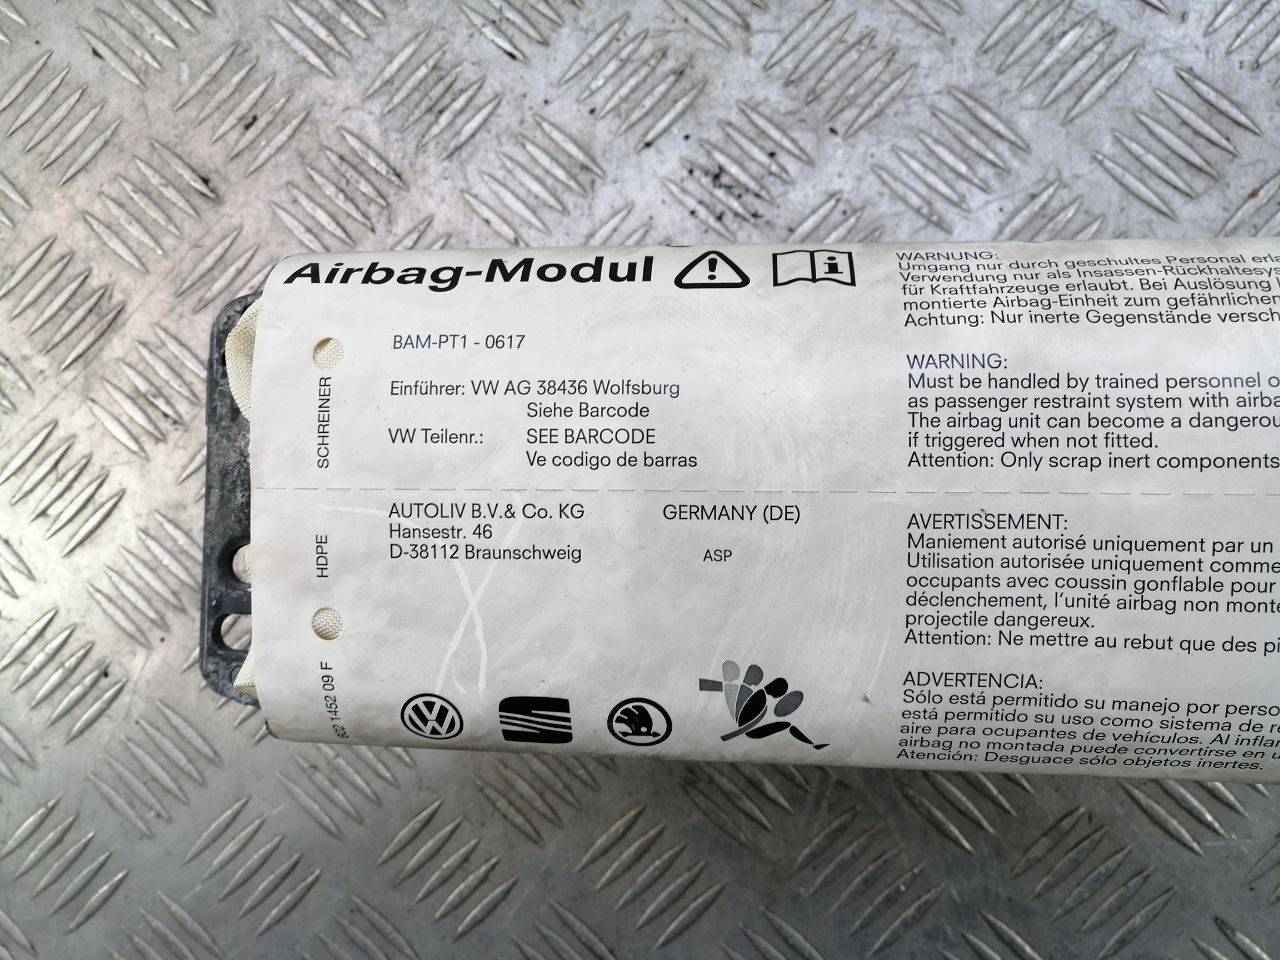 Airbag-Modul
BAM-PT1 - 0617
Einführer: VW AG 38436 Wolfsburg
Siehe Barcode
VW Teilenr.: SEE BARCODE
Ve codigo de barras
AUTOLIV B.V.& Co. KG GERMANY (DE)
Hansestr. 46
D-38112 Braunschweig ASP
SCHREINER
HDPE
802 1452 09 F
WARNUNG:
Umgang nur durch geschultes Personal
Verwendung nur als
für Kraftfahrzeuge erlaubt. Bei Auslösung
montierte Airbag-Einheit zum gefährlichen
Achtung: Nur inerte Gegenstände
WARNING:
Must be handled by trained personnel
as passenger restraint system with
The airbag unit can become a
if triggered when not fitted.
Attention: Only scrap inert components
AVERTISSEMENT:
Maniement autorisé uniquement par un
Utilisation autorisée uniquement comme
occupants avec coussin gonflable pour
déclenchement, l'unité airbag non
projectile dangereux.
Attention: Ne mettre au rebut que des
ADVERTENCIA:
Sólo está permitido su manejo por
está permitido su uso como sistema de
aire para ocupantes de vehículos. Al
airbag no montada puede convertirse en
Atención: Desguace sólo objetos inertes.